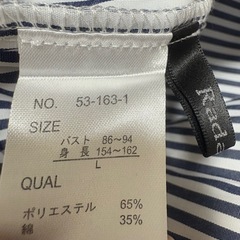 NO. 53-163-1
SIZE
バスト 86〜94
身長 154〜162
L
QUAL
ポリエステル 65%
綿 35%